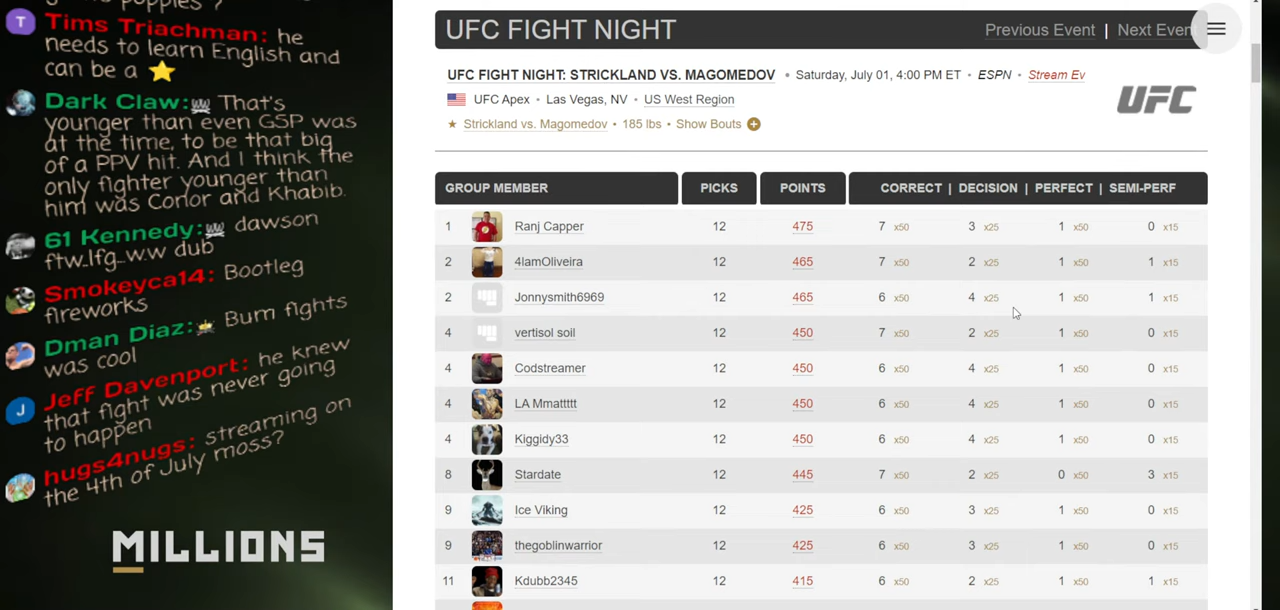 T
Tims Triachman: he
needs to learn English and
can be a ⭐
Dark Claw: That's
younger than even GSP was
at the time, to be that big
of a PPV hit. And I think the
only fighter younger than
him was Conor and Khabib.
61 Kennedy: dawson
ftw_lfg_w.w dub
Smokeyca14: Bootleg
fireworks
Dman Diaz: Bum fights
was cool
J
Jeff Davenport: he knew
that fight was never going
to happen
hugs4nugs: streaming on
the 4th of July moss?
MILLIONS
UFC FIGHT NIGHT
Previous Event | Next Event
UFC FIGHT NIGHT: STRICKLAND VS. MAGOMEDOV • Saturday, July 01, 4:00 PM ET • ESPN • Stream Ev
UFC Apex • Las Vegas, NV • US West Region
★ Strickland vs. Magomedov • 185 lbs • Show Bouts +
UFC
GROUP MEMBER PICKS POINTS CORRECT | DECISION | PERFECT | SEMI-PERF
1 Ranj Capper 12 475 7 x50 3 x25 1 x50 0 x15
2 4lamOliveira 12 465 7 x50 2 x25 1 x50 1 x15
2 Jonnysmith6969 12 465 6 x50 4 x25 1 x50 1 x15
4 vertisol soil 12 450 7 x50 2 x25 1 x50 0 x15
4 Codstreamer 12 450 6 x50 4 x25 1 x50 0 x15
4 LA Mmattttt 12 450 6 x50 4 x25 1 x50 0 x15
4 Kiggidy33 12 450 6 x50 4 x25 1 x50 0 x15
8 Stardate 12 445 7 x50 2 x25 0 x50 3 x15
9 Ice Viking 12 425 6 x50 3 x25 1 x50 0 x15
9 thegoblinwarrior 12 425 6 x50 3 x25 1 x50 0 x15
11 Kdubb2345 12 415 6 x50 2 x25 1 x50 1 x15